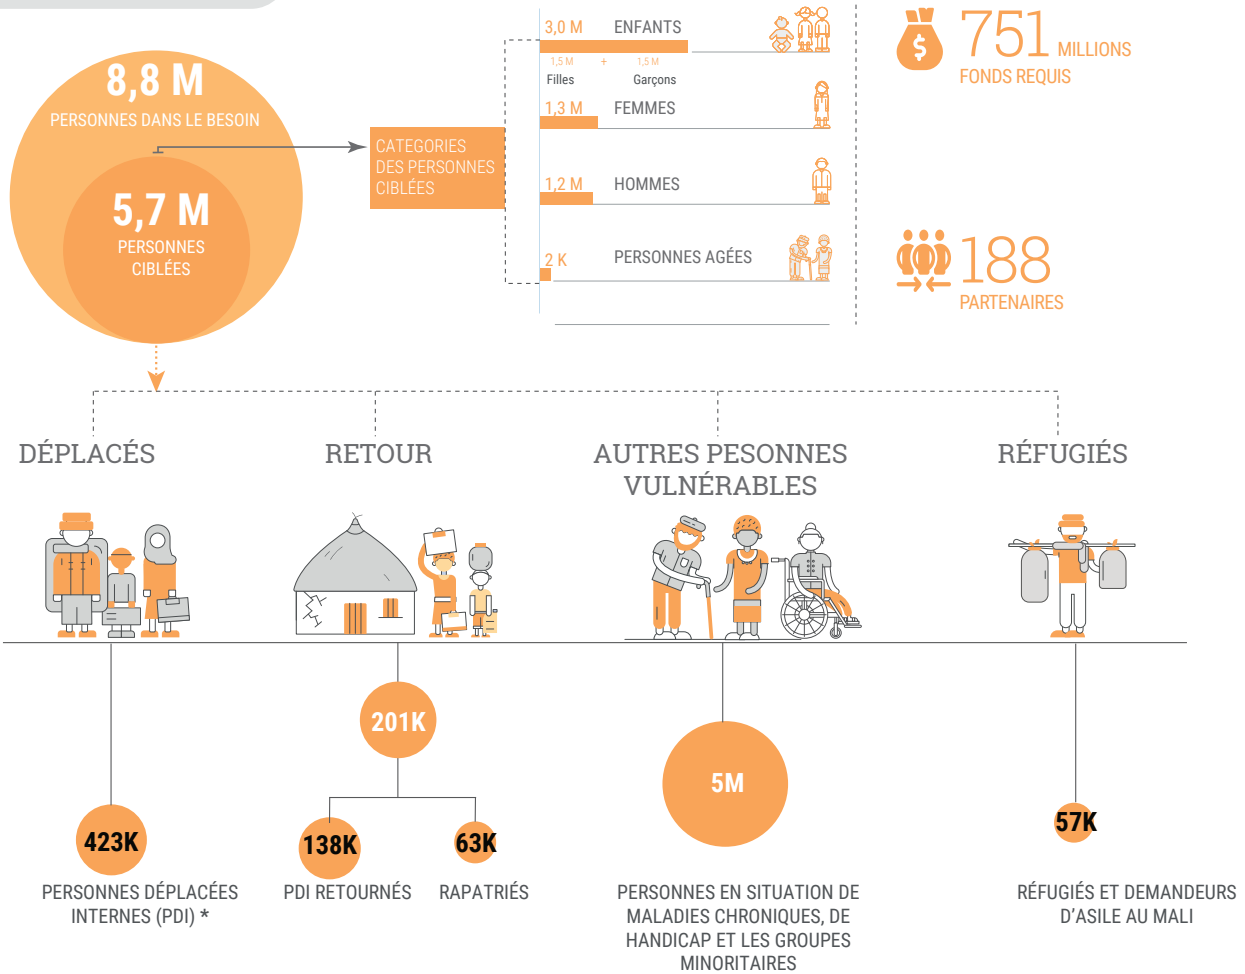 8,8 M
PERSONNES DANS LE BESOIN
5,7 M
PERSONNES
CIBLÉES
CATEGORIES
DES PERSONNES
CIBLÉES
3,0 M ENFANTS
1,5 M + 1,5 M
Filles Garçons
1,3 M FEMMES
1,2 M HOMMES
2 K PERSONNES AGÉES
$
751 MILLIONS
FONDS REQUIS
188
PARTENAIRES
DÉPLACÉS
RETOUR
AUTRES PESONNES
VULNÉRABLES
RÉFUGIÉS
423K
PERSONNES DÉPLACÉES
INTERNES (PDI) *
201K
138K
PDI RETOURNÉS
63K
RAPATRIÉS
5M
PERSONNES EN SITUATION DE
MALADIES CHRONIQUES, DE
HANDICAP ET LES GROUPES
MINORITAIRES
57K
RÉFUGIÉS ET DEMANDEURS
D'ASILE AU MALI